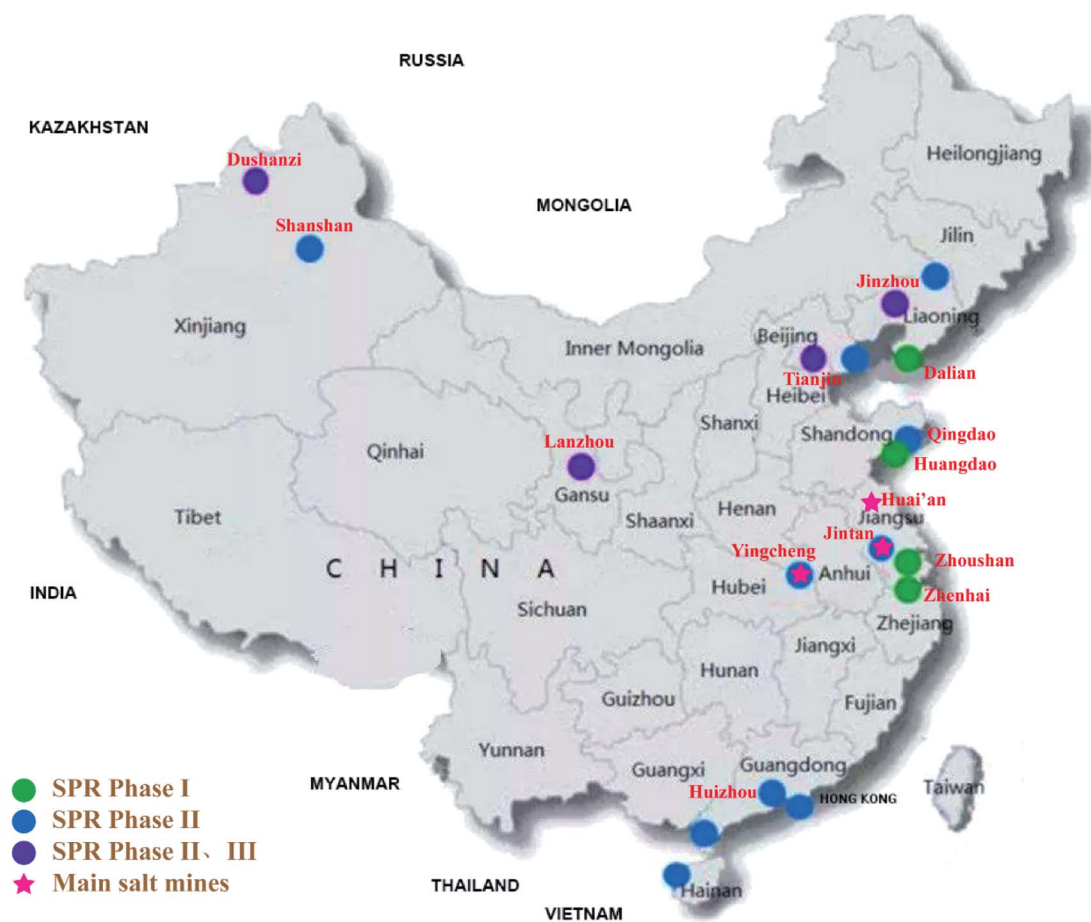 RUSSIA
KAZAKHSTAN
Heilongjiang
Dushanzi
MONGOLIA
Shanshan
Jilin
Jinzhou
Xinjiang
Liaoning
Beijing
Inner Mongolia
Tianjin
Dalian
Heibei
Shanxi
Shandong
Qingdao
Lanzhou
Qinhai
Huangdao
Gansu
Huai'an
Henan
Jiangsu
Tibet
Shaanxi
Jintan
Yingcheng
Zhoushan
CHINA
Anhui
INDIA
Hubei
Zhenhai
Sichuan
Zhejiang
Jiangxi
Hunan
Guizhou
Fujian
Yunnan
Guangxi
Guangdong
MYANMAR
Huizhou
HONG KONG
Taiwan
SPR Phase I
SPR Phase II
SPR Phase II、III
Main salt mines
THAILAND
Hainan
VIETNAM